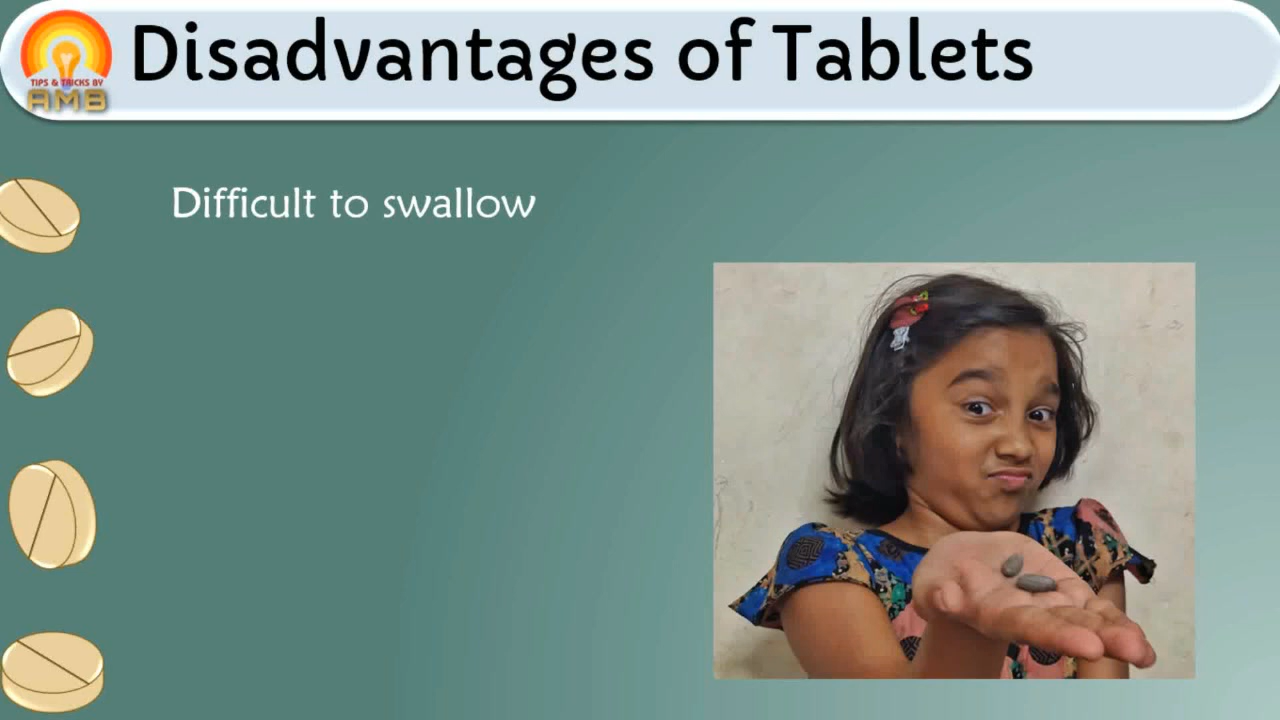 Disadvantages of Tablets
TIPS & TRICKS BY
AMB
Difficult to swallow